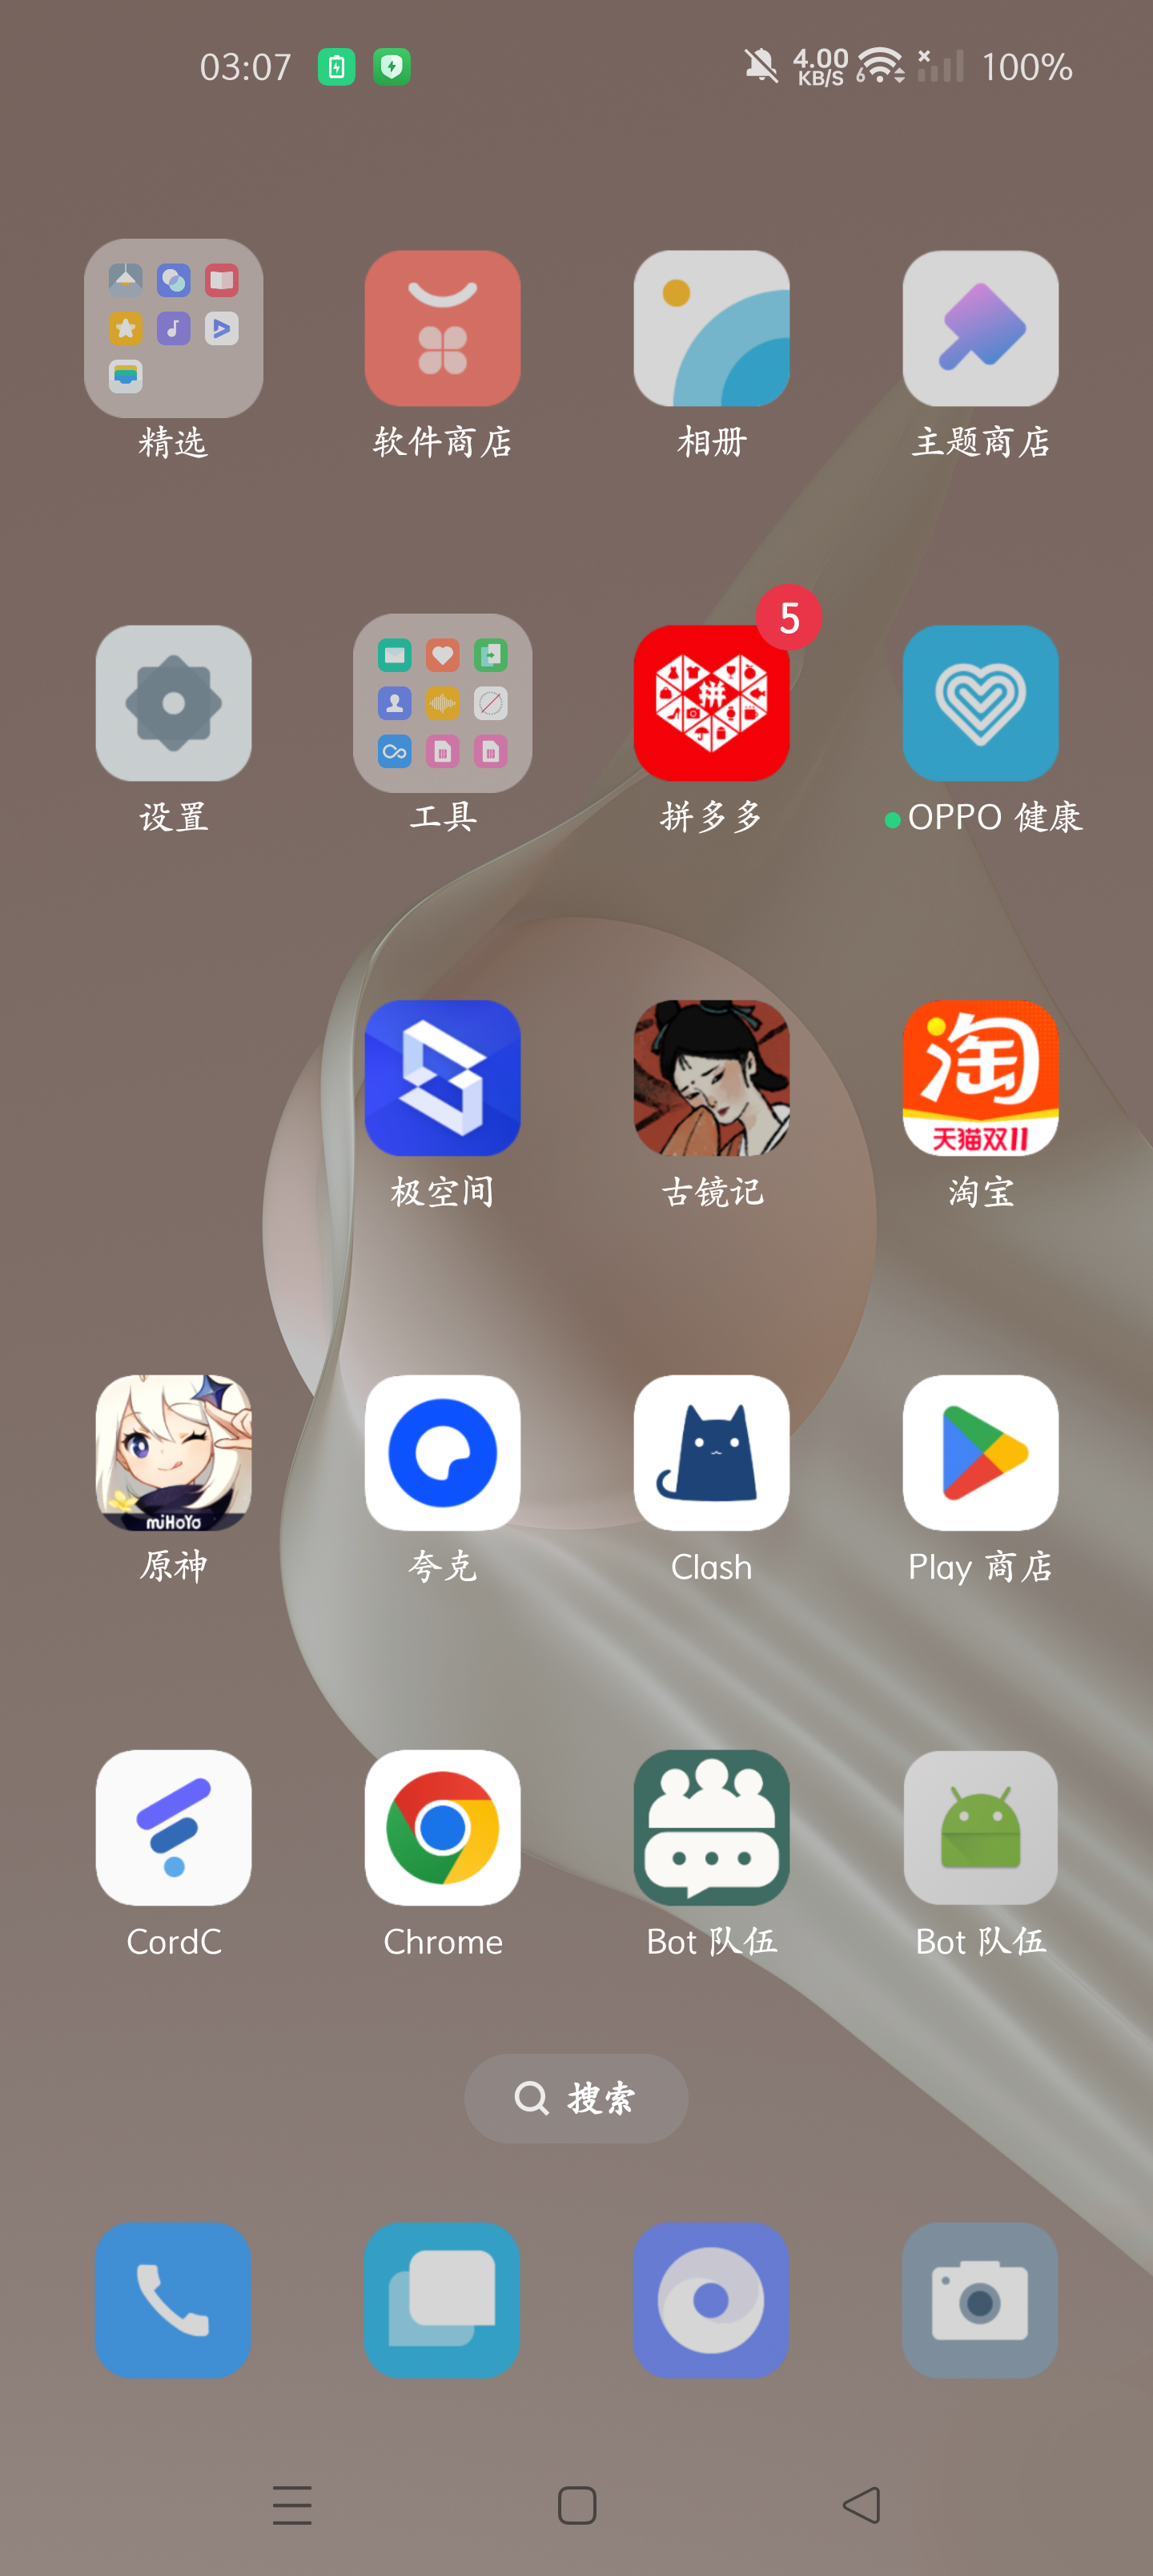 03:07 4.00 KB/S 6 100%
精选 软件商店 相册 主题商店
5
拼
设置 工具 拼多多 OPPO 健康
淘
天猫双11
极空间 古镜记 淘宝
miHoYo
原神 夸克 Clash Play 商店
CordC Chrome Bot 队伍 Bot 队伍
搜索